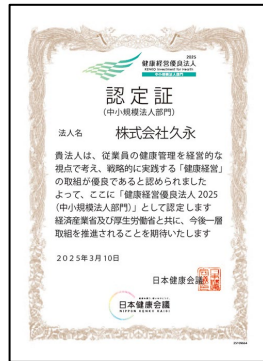 2025
健康経営優良法人
KENKO Investment for Health
中小規模法人部門
認定証
(中小規模法人部門)
法人名 株式会社久永
貴法人は、従業員の健康管理を経営的な
視点で考え、戦略的に実践する「健康経営」
の取組が優良であると認められました
よって、ここに「健康経営優良法人 2025
(中小規模法人部門)」として認定します
経済産業省及び厚生労働省と共に、今後一層
取組を推進されることを期待いたします
2025年3月10日
日本健康会議
日本健康会議
NIPPON KENKO KAIGI